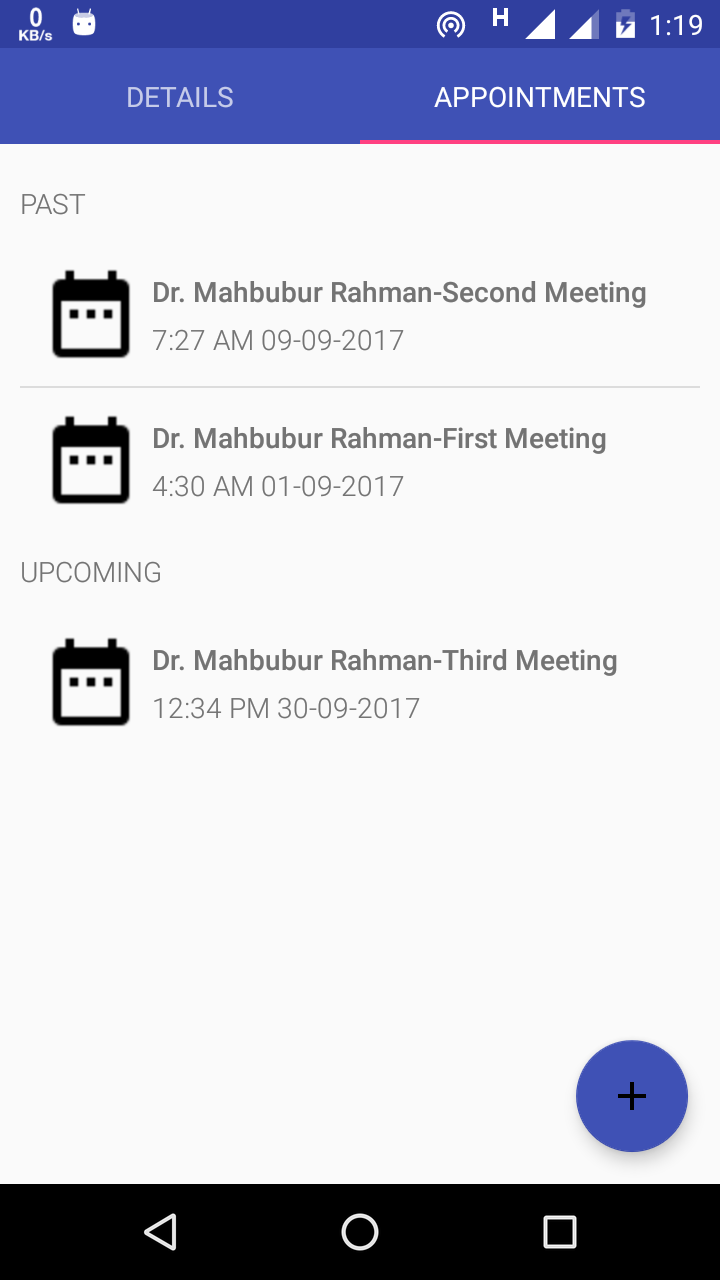 0
KB/s
H
1:19
DETAILS
APPOINTMENTS
PAST
Dr. Mahbubur Rahman-Second Meeting
7:27 AM 09-09-2017
Dr. Mahbubur Rahman-First Meeting
4:30 AM 01-09-2017
UPCOMING
Dr. Mahbubur Rahman-Third Meeting
12:34 PM 30-09-2017